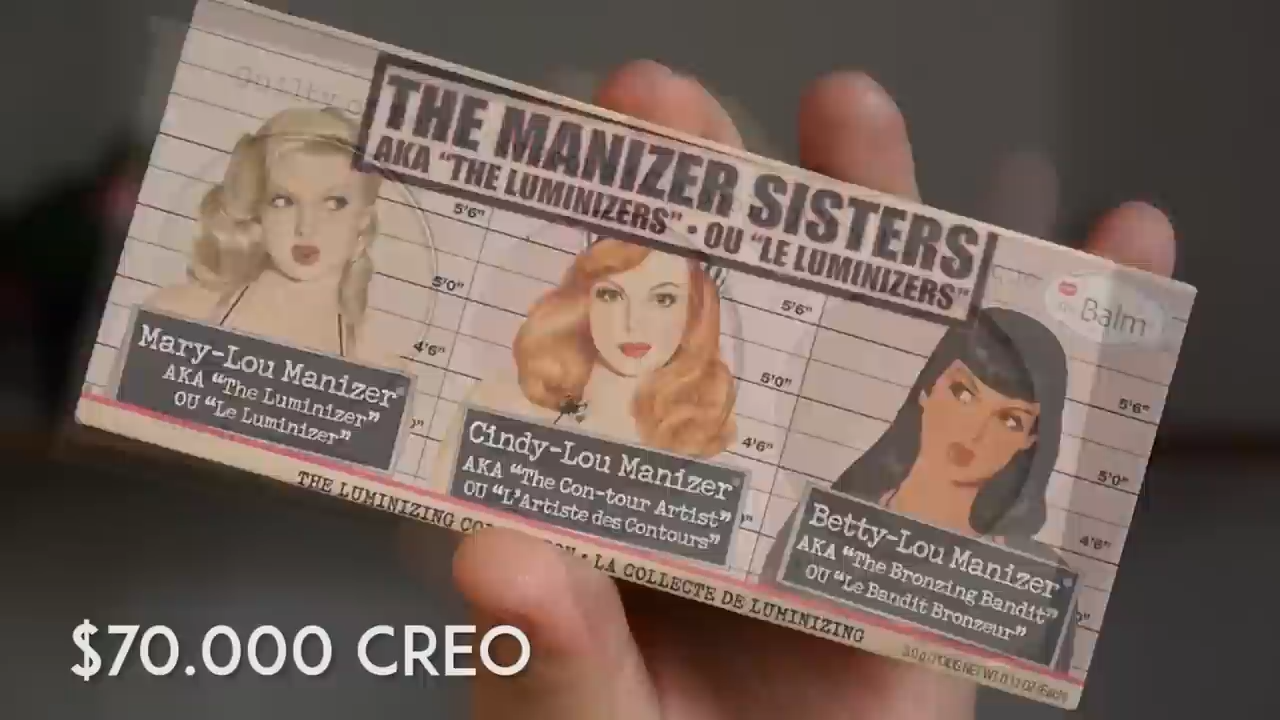 THE MANIZER SISTERS
AKA "THE LUMINIZERS" • OU "LE LUMINIZERS"
Balm
5'6"
5'0"
4'6"
Mary-Lou Manizer
AKA "The Luminizer"
OU "Le Luminizer"
5'6"
5'0"
4'6"
Cindy-Lou Manizer
AKA "The Con-tour Artist"
OU "L'Artiste des Contours"
5'6"
5'0"
4'6"
Betty-Lou Manizer
AKA "The Bronzing Bandit"
OU "Le Bandit Bronzeur"
THE LUMINIZING • LA COLLECTE DE LUMINIZING
$70.000 CREO